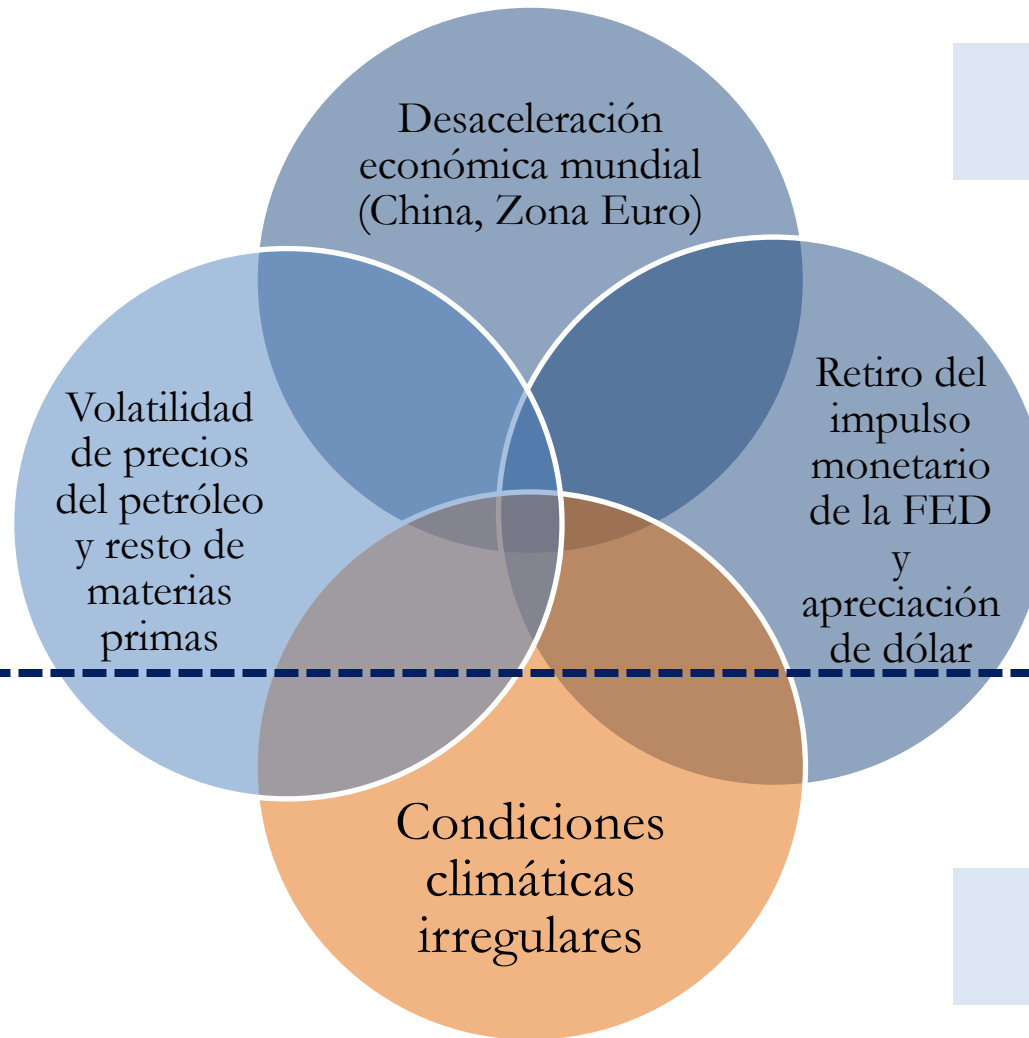 Desaceleración
económica mundial
(China, Zona Euro)
Volatilidad
de precios
del petróleo
y resto de
materias
primas
Retiro del
impulso
monetario
de la FED
y
apreciación
de dólar
Condiciones
climáticas
irregulares